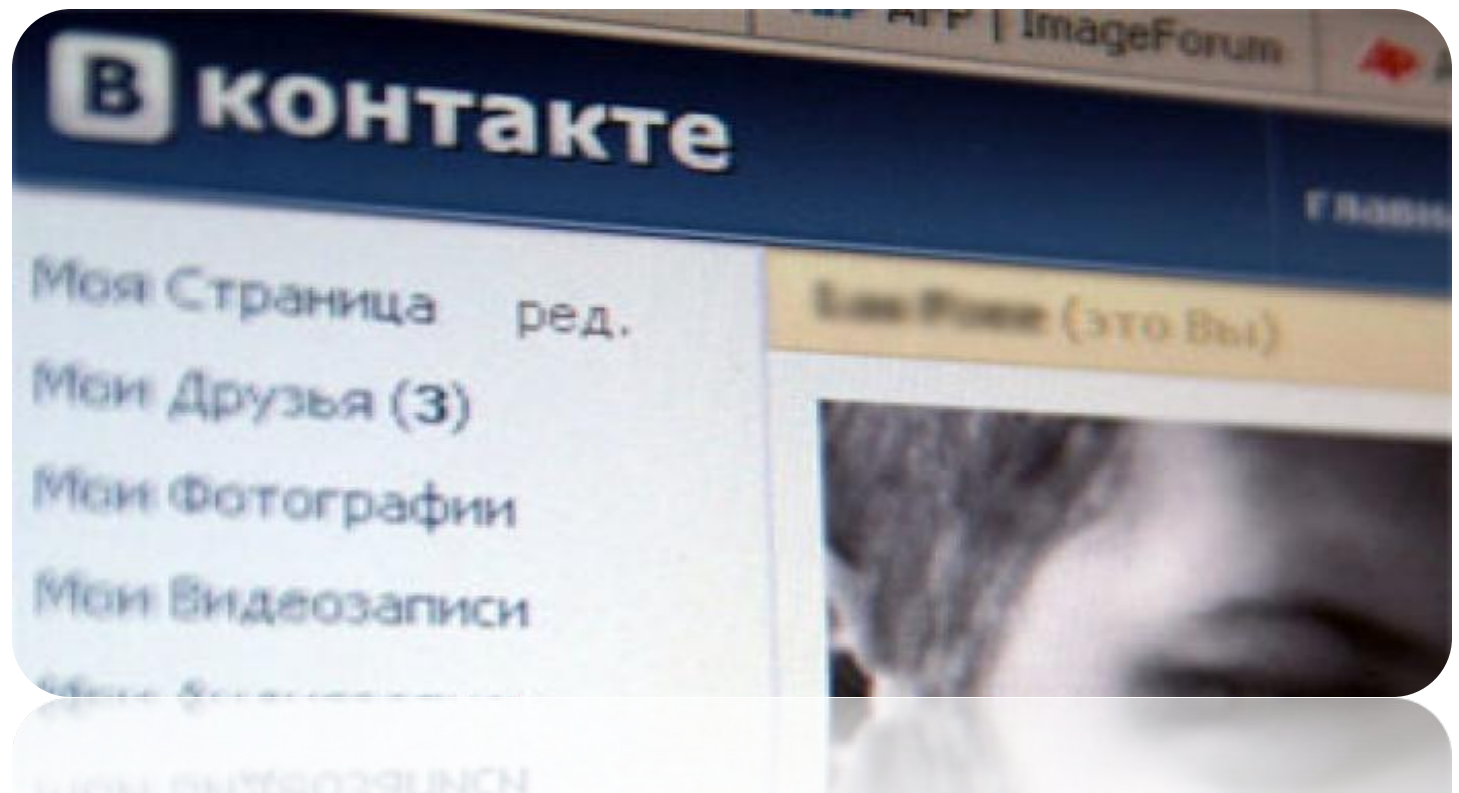 AFP | ImageForum
В контакте
Моя Страница ред.
(это Вы)
Мои Друзья (3)
Мои Фотографии
Мои Видеозаписи